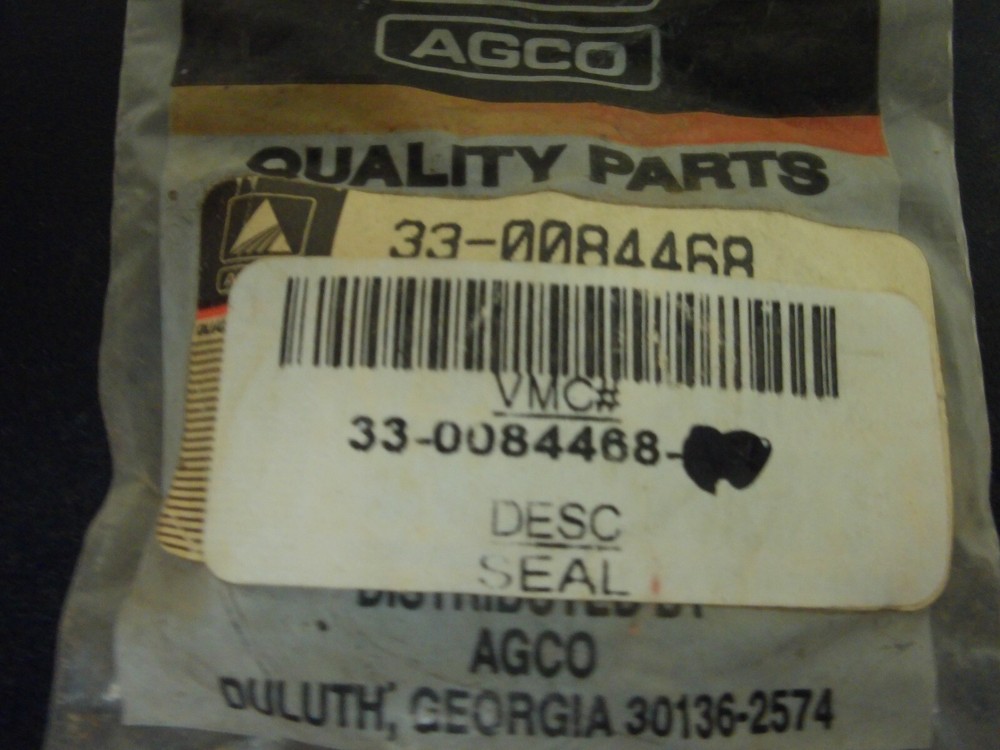 AGCO
QUALITY PARTS
33-0084468
VMC#
33-0084468-
DESC
SEAL
DISTRIBUTED BY
AGCO
DULUTH, GEORGIA 30136-2574